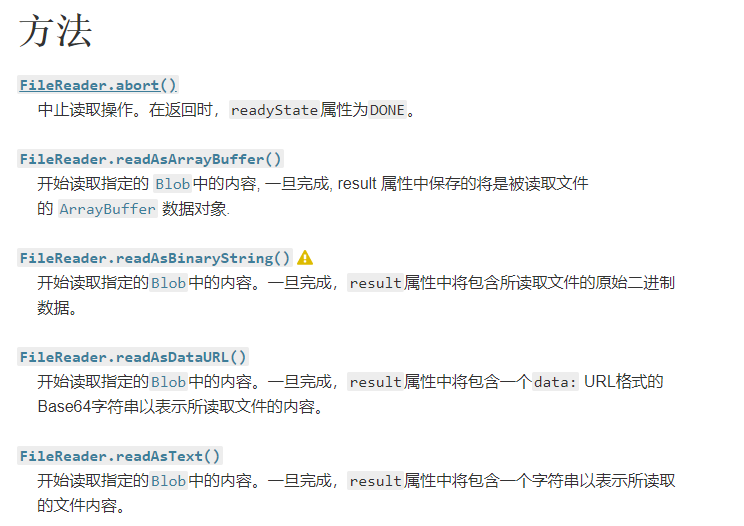 方法
FileReader.abort()
中止读取操作。在返回时，readyState属性为DONE。
FileReader.readAsArrayBuffer()
开始读取指定的 Blob中的内容, 一旦完成, result 属性中保存的将是被读取文件
的 ArrayBuffer 数据对象.
FileReader.readAsBinaryString()
开始读取指定的Blob中的内容。一旦完成，result属性中将包含所读取文件的原始二进制
数据。
FileReader.readAsDataURL()
开始读取指定的Blob中的内容。一旦完成，result属性中将包含一个data: URL格式的
Base64字符串以表示所读取文件的内容。
FileReader.readAsText()
开始读取指定的Blob中的内容。一旦完成，result属性中将包含一个字符串以表示所读取
的文件内容。